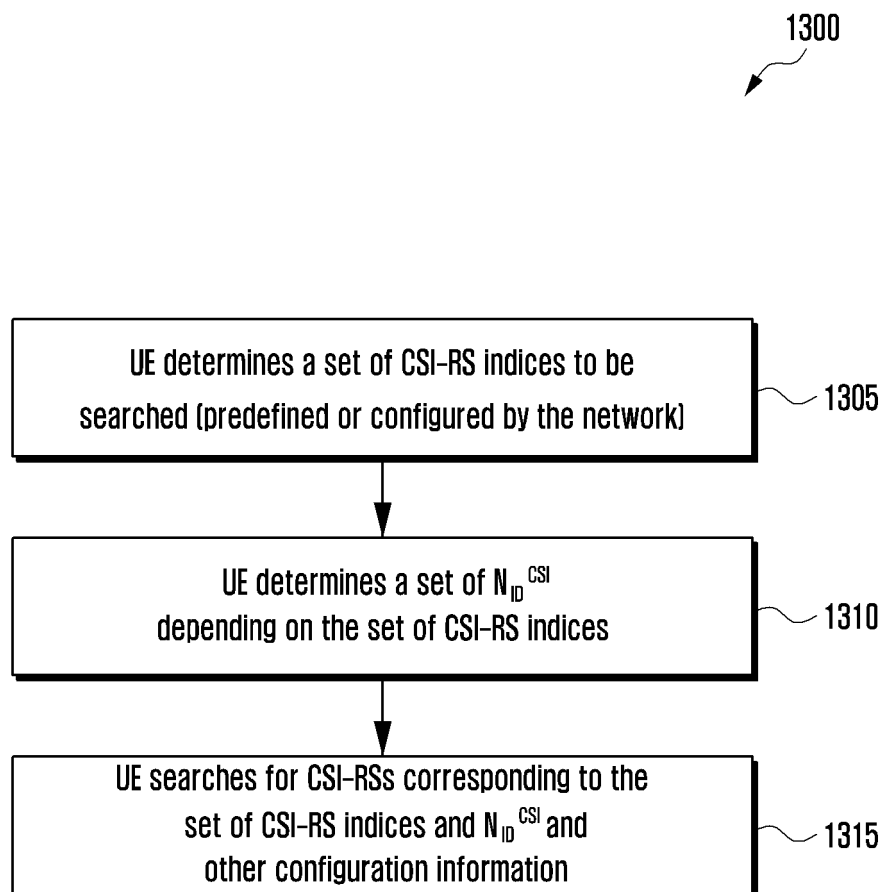 1300
UE determines a set of CSI-RS indices to be
searched (predefined or configured by the network)
1305
UE determines a set of N_ID^CSI
depending on the set of CSI-RS indices
1310
UE searches for CSI-RSs corresponding to the
set of CSI-RS indices and N_ID^CSI and
other configuration information
1315